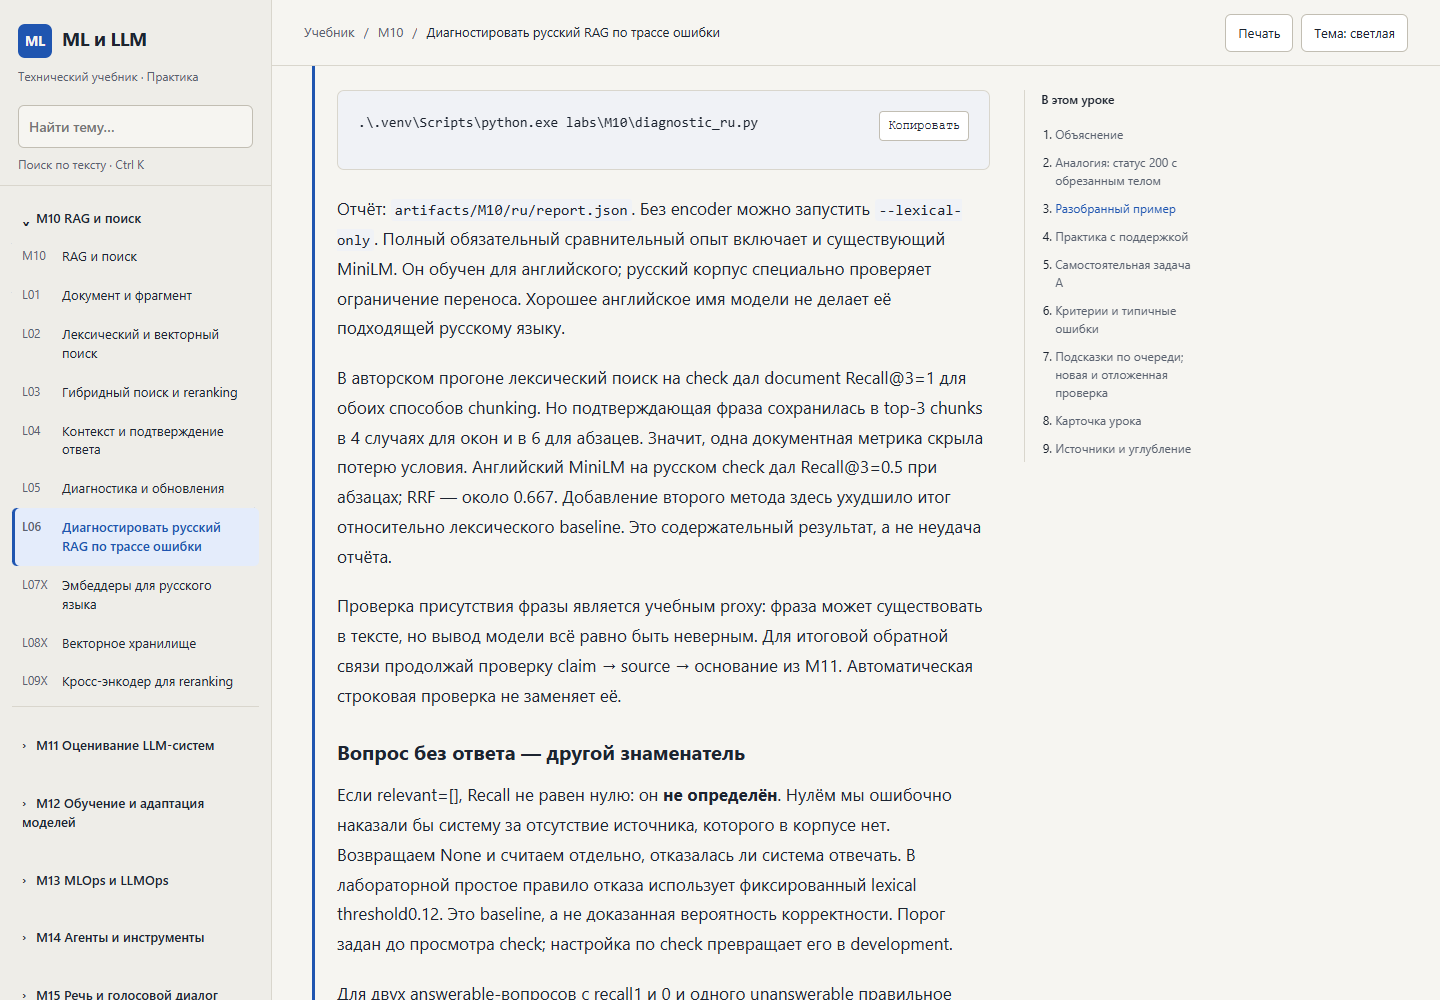 ML ML и LLM
Технический учебник · Практика
Найти тему...
Поиск по тексту · Ctrl K
M10 RAG и поиск
M10 RAG и поиск
L01 Документ и фрагмент
L02 Лексический и векторный
поиск
L03 Гибридный поиск и reranking
L04 Контекст и подтверждение
ответа
L05 Диагностика и обновления
L06 Диагностировать русский
RAG по трассе ошибки
L07X Эмбеддеры для русского
языка
L08X Векторное хранилище
L09X Кросс-энкодер для reranking
› M11 Оценивание LLM-систем
› M12 Обучение и адаптация
моделей
› M13 MLOps и LLMOps
› M14 Агенты и инструменты
› M15 Речь и голосовой диалог
Учебник / M10 / Диагностировать русский RAG по трассе ошибки
Печать
Тема: светлая
.\.venv\Scripts\python.exe labs\M10\diagnostic_ru.py
Копировать
Отчёт: artifacts/M10/ru/report.json. Без encoder можно запустить --lexical-
only. Полный обязательный сравнительный опыт включает и существующий
MiniLM. Он обучен для английского; русский корпус специально проверяет
ограничение переноса. Хорошее английское имя модели не делает её
подходящей русскому языку.
В авторском прогоне лексический поиск на check дал document Recall@3=1 для
обоих способов chunking. Но подтверждающая фраза сохранилась в top-3 chunks
в 4 случаях для окон и в 6 для абзацев. Значит, одна документная метрика скрыла
потерю условия. Английский MiniLM на русском check дал Recall@3=0.5 при
абзацах; RRF — около 0.667. Добавление второго метода здесь ухудшило итог
относительно лексического baseline. Это содержательный результат, а не неудача
отчёта.
Проверка присутствия фразы является учебным proxy: фраза может существовать
в тексте, но вывод модели всё равно быть неверным. Для итоговой обратной
связи продолжай проверку claim → source → основание из M11. Автоматическая
строковая проверка не заменяет её.
Вопрос без ответа — другой знаменатель
Если relevant=[], Recall не равен нулю: он не определён. Нулём мы ошибочно
наказали бы систему за отсутствие источника, которого в корпусе нет.
Возвращаем None и считаем отдельно, отказалась ли система отвечать. В
лабораторной простое правило отказа использует фиксированный lexical
threshold0.12. Это baseline, а не доказанная вероятность корректности. Порог
задан до просмотра check; настройка по check превращает его в development.
Для двух answerable-вопросов с recall1 и 0 и одного unanswerable правильное
В этом уроке
1. Объяснение
2. Аналогия: статус 200 с
обрезанным телом
3. Разобранный пример
4. Практика с поддержкой
5. Самостоятельная задача
А
6. Критерии и типичные
ошибки
7. Подсказки по очереди;
новая и отложенная
проверка
8. Карточка урока
9. Источники и углубление